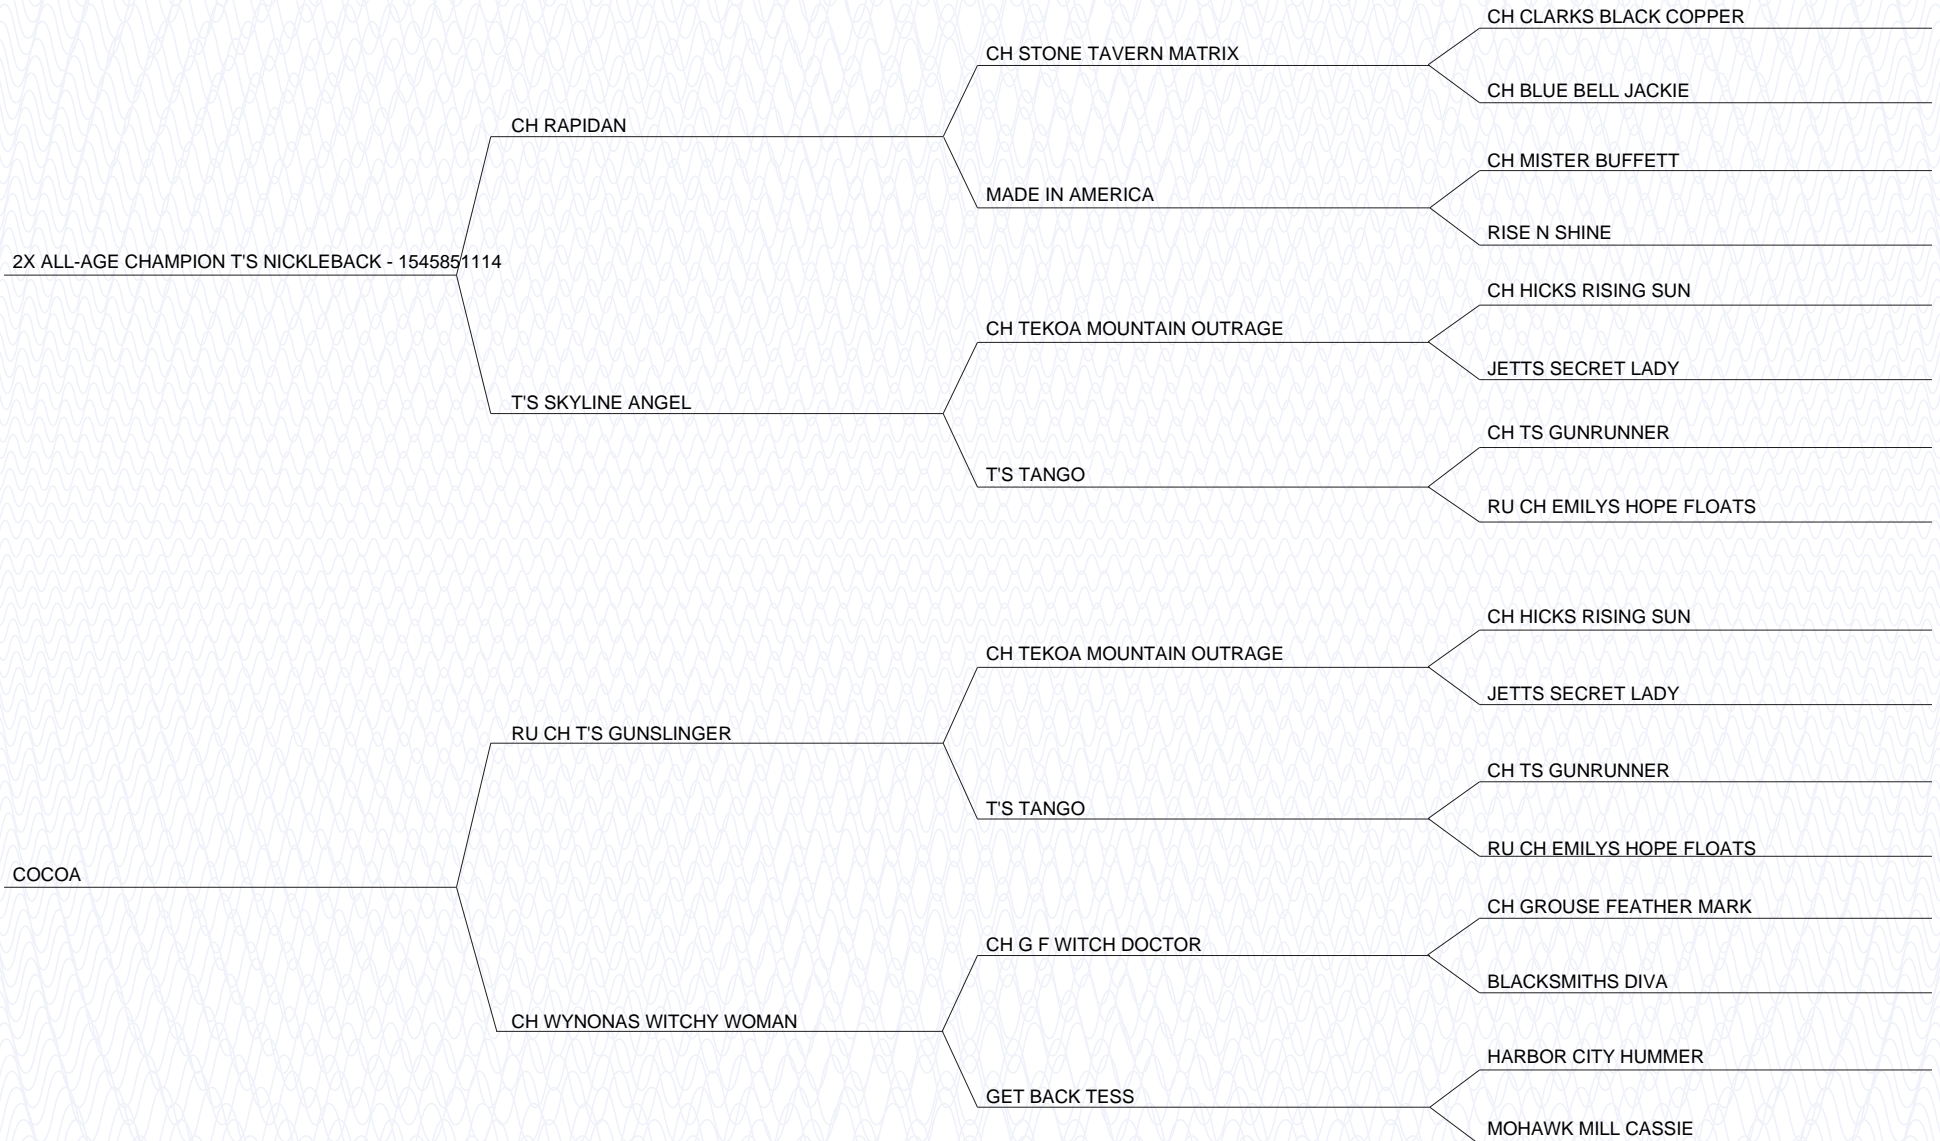 CH CLARKS BLACK COPPER
CH STONE TAVERN MATRIX
CH BLUE BELL JACKIE
CH RAPIDAN
CH MISTER BUFFETT
MADE IN AMERICA
RISE N SHINE
2X ALL-AGE CHAMPION T'S NICKLEBACK - 1545851114
CH HICKS RISING SUN
CH TEKOA MOUNTAIN OUTRAGE
JETTS SECRET LADY
T'S SKYLINE ANGEL
CH TS GUNRUNNER
T'S TANGO
RU CH EMILYS HOPE FLOATS
CH HICKS RISING SUN
CH TEKOA MOUNTAIN OUTRAGE
JETTS SECRET LADY
RU CH T'S GUNSLINGER
CH TS GUNRUNNER
T'S TANGO
RU CH EMILYS HOPE FLOATS
COCOA
CH GROUSE FEATHER MARK
CH G F WITCH DOCTOR
BLACKSMITHS DIVA
CH WYNONAS WITCHY WOMAN
HARBOR CITY HUMMER
GET BACK TESS
MOHAWK MILL CASSIE